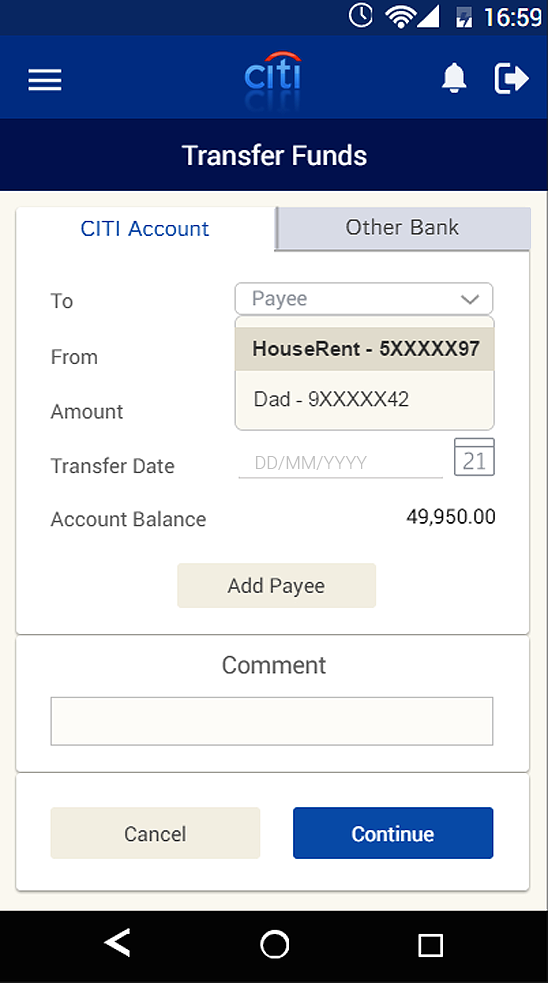 16:59
citi
Transfer Funds
CITI Account
Other Bank
To
Payee
HouseRent - 5XXXXX97
From
Dad - 9XXXXX42
Amount
Transfer Date
DD/MM/YYYY
21
Account Balance
49,950.00
Add Payee
Comment
Cancel
Continue